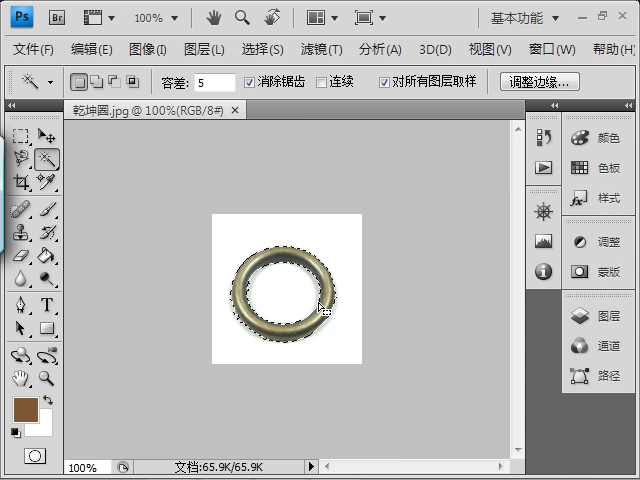 Ps Br 100% 基本功能
文件(F) 编辑(E) 图像(I) 图层(L) 选择(S) 滤镜(T) 分析(A) 3D(D) 视图(V) 窗口(W) 帮助(H)
容差: 5 消除锯齿 连续 对所有图层取样 调整边缘...
乾坤圈.jpg @ 100%(RGB/8#)
颜色
色板
样式
调整
蒙版
图层
通道
路径
100% 文档:65.9K/65.9K